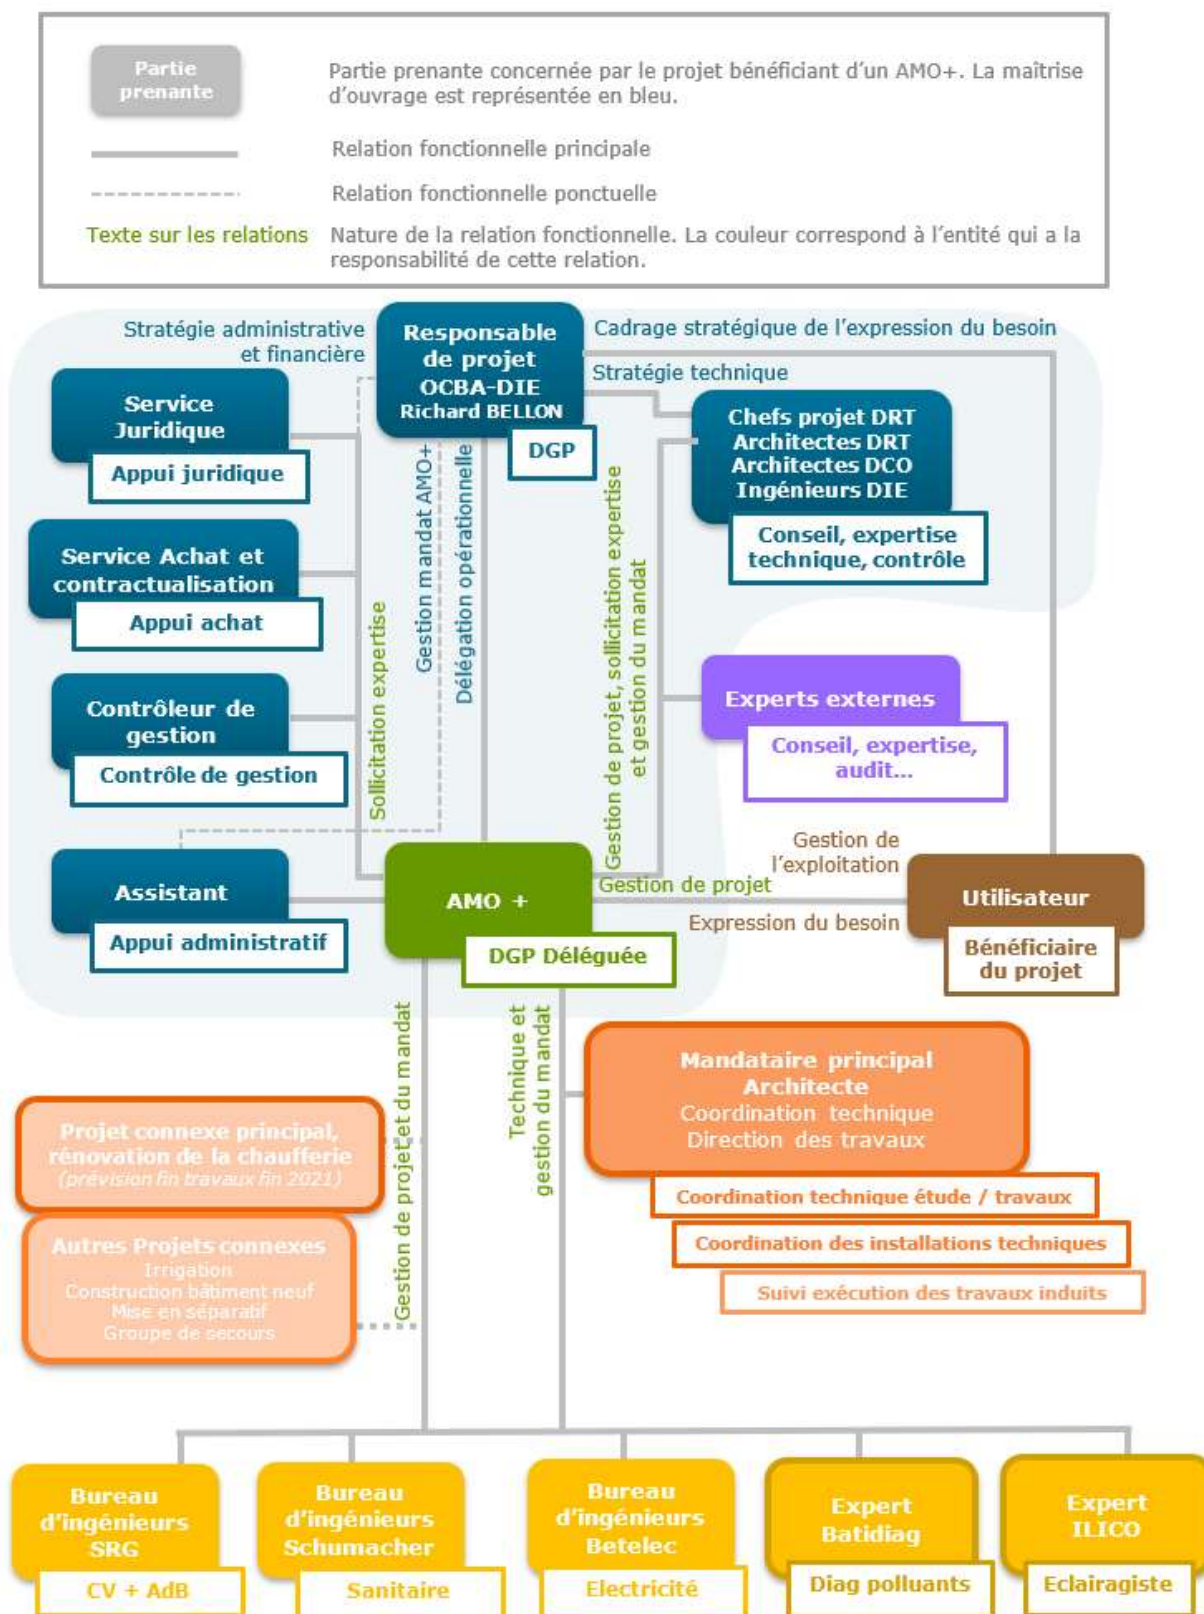 Partie
prenante
Partie prenante concernée par le projet bénéficiant d'un AMO+. La maîtrise
d'ouvrage est représentée en bleu.
Relation fonctionnelle principale
Relation fonctionnelle ponctuelle
Texte sur les relations
Nature de la relation fonctionnelle. La couleur correspond à l'entité qui a la
responsabilité de cette relation.
Stratégie administrative
et financière
Responsable
de projet
OCBA-DIE
Richard BELLON
DGP
Cadrage stratégique de l'expression du besoin
Stratégie technique
Service
Juridique
Appui juridique
Chefs projet DRT
Architectes DRT
Architectes DCO
Ingénieurs DIE
Conseil, expertise
technique, contrôle
Service Achat et
contractualisation
Appui achat
Sollicitation expertise
Gestion mandat AMO+
Délégation opérationnelle
Gestion de projet, sollicitation expertise
et gestion du mandat
Experts externes
Conseil, expertise,
audit...
Contrôleur de
gestion
Contrôle de gestion
Assistant
Appui administratif
AMO +
DGP Déléguée
Gestion de
l'exploitation
Gestion de projet
Expression du besoin
Utilisateur
Bénéficiaire
du projet
Gestion de projet et du mandat
Technique et
gestion du mandat
Mandataire principal
Architecte
Coordination technique
Direction des travaux
Coordination technique étude / travaux
Coordination des installations techniques
Suivi exécution des travaux induits
Projet connexe principal,
rénovation de la chaufferie
(prévision fin travaux fin 2021)
Autres Projets connexes
Irrigation
Construction bâtiment neuf
Mise en séparatif
Groupe de secours
Bureau
d'ingénieurs
SRG
CV + AdB
Bureau
d'ingénieurs
Schumacher
Sanitaire
Bureau
d'ingénieurs
Betelec
Electricité
Expert
Batidiag
Diag polluants
Expert
ILICO
Eclairagiste